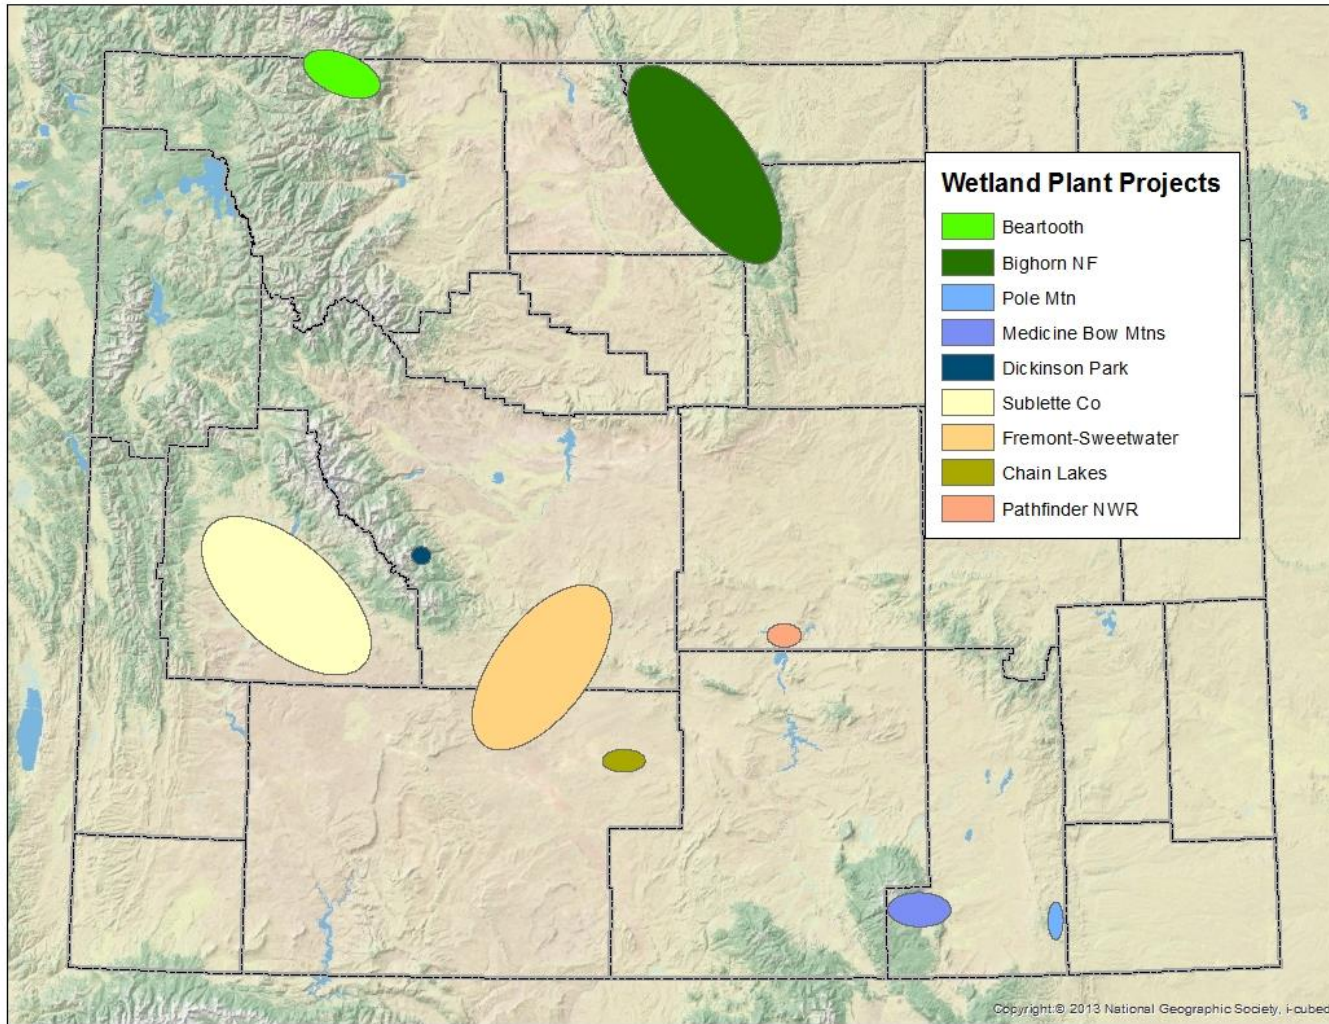 Wetland Plant Projects
Beartooth
Bighorn NF
Pole Mtn
Medicine Bow Mtns
Dickinson Park
Sublette Co
Fremont-Sweetwater
Chain Lakes
Pathfinder NWR
Copyright:© 2013 National Geographic Society, i-cubed